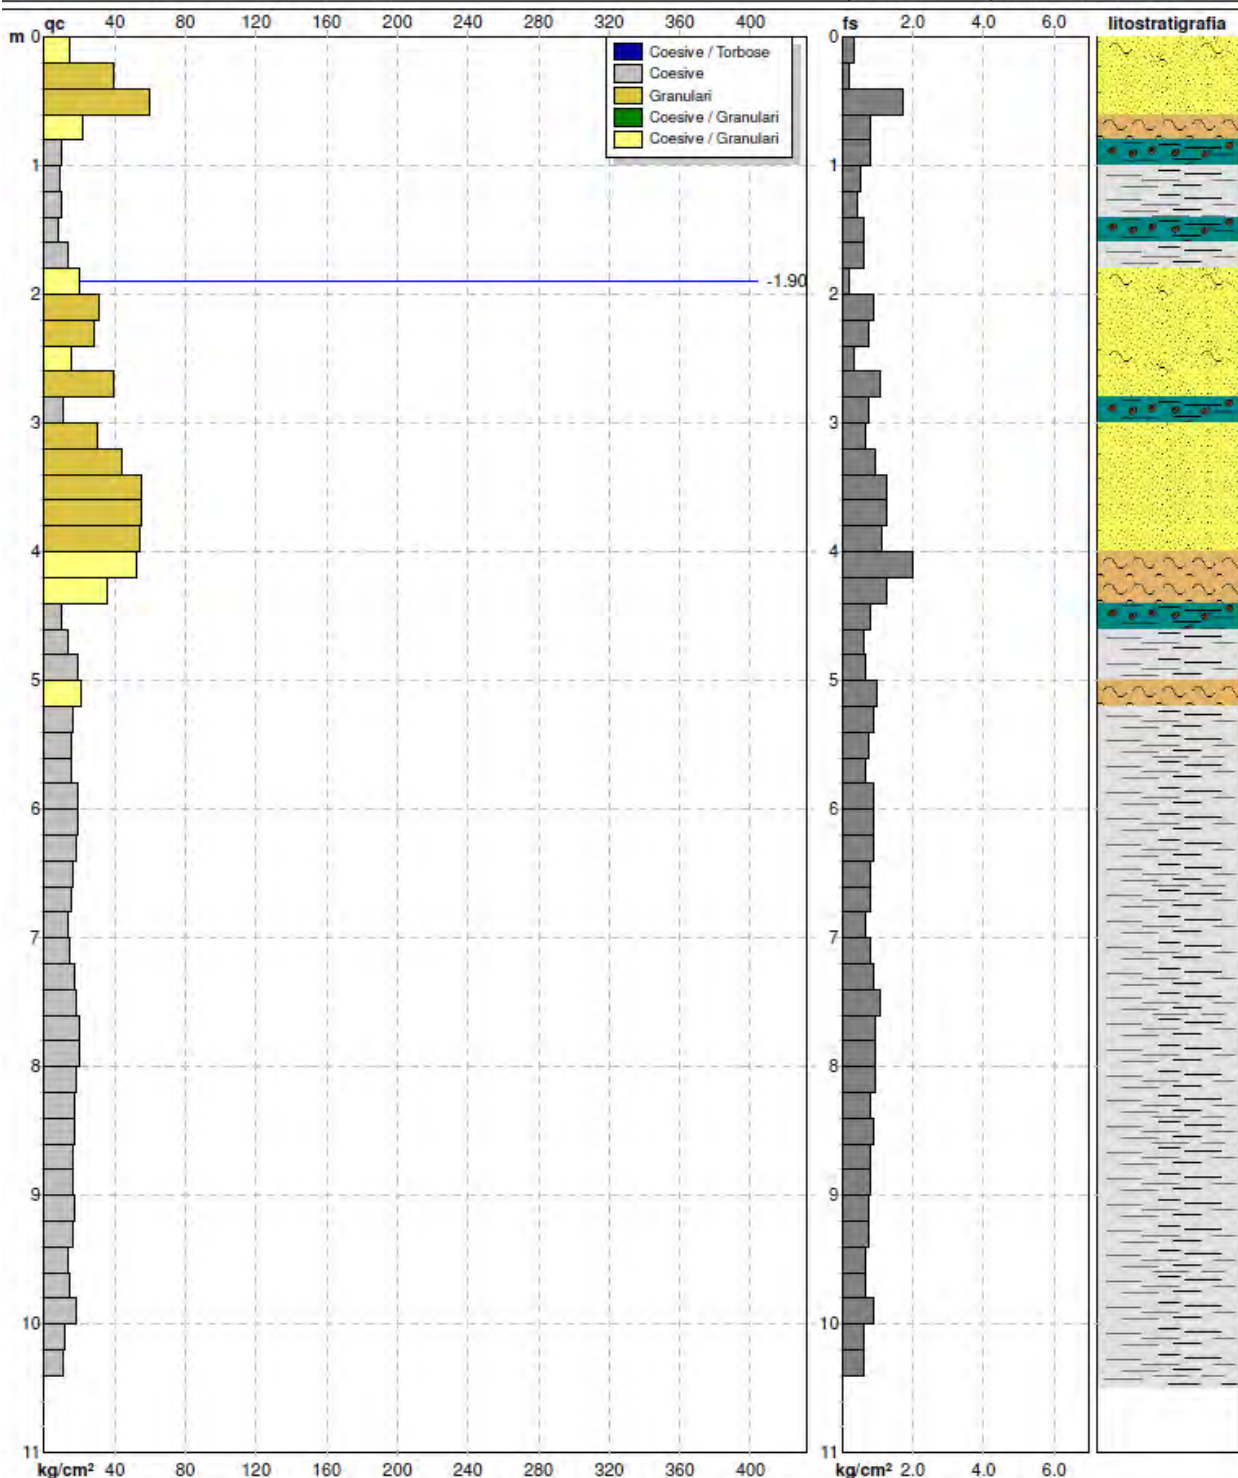 qc 40 80 120 160 200 240 280 320 360 400 fs 2.0 4.0 6.0 litostratigrafia
m 0 0
Coesive / Torbose
Coesive
Granulari
Coesive / Granulari
Coesive / Granulari
1 1
-1.90
2 2
3 3
4 4
5 5
6 6
7 7
8 8
9 9
10 10
11 11
kg/cm² 40 80 120 160 200 240 280 320 360 400 kg/cm² 2.0 4.0 6.0